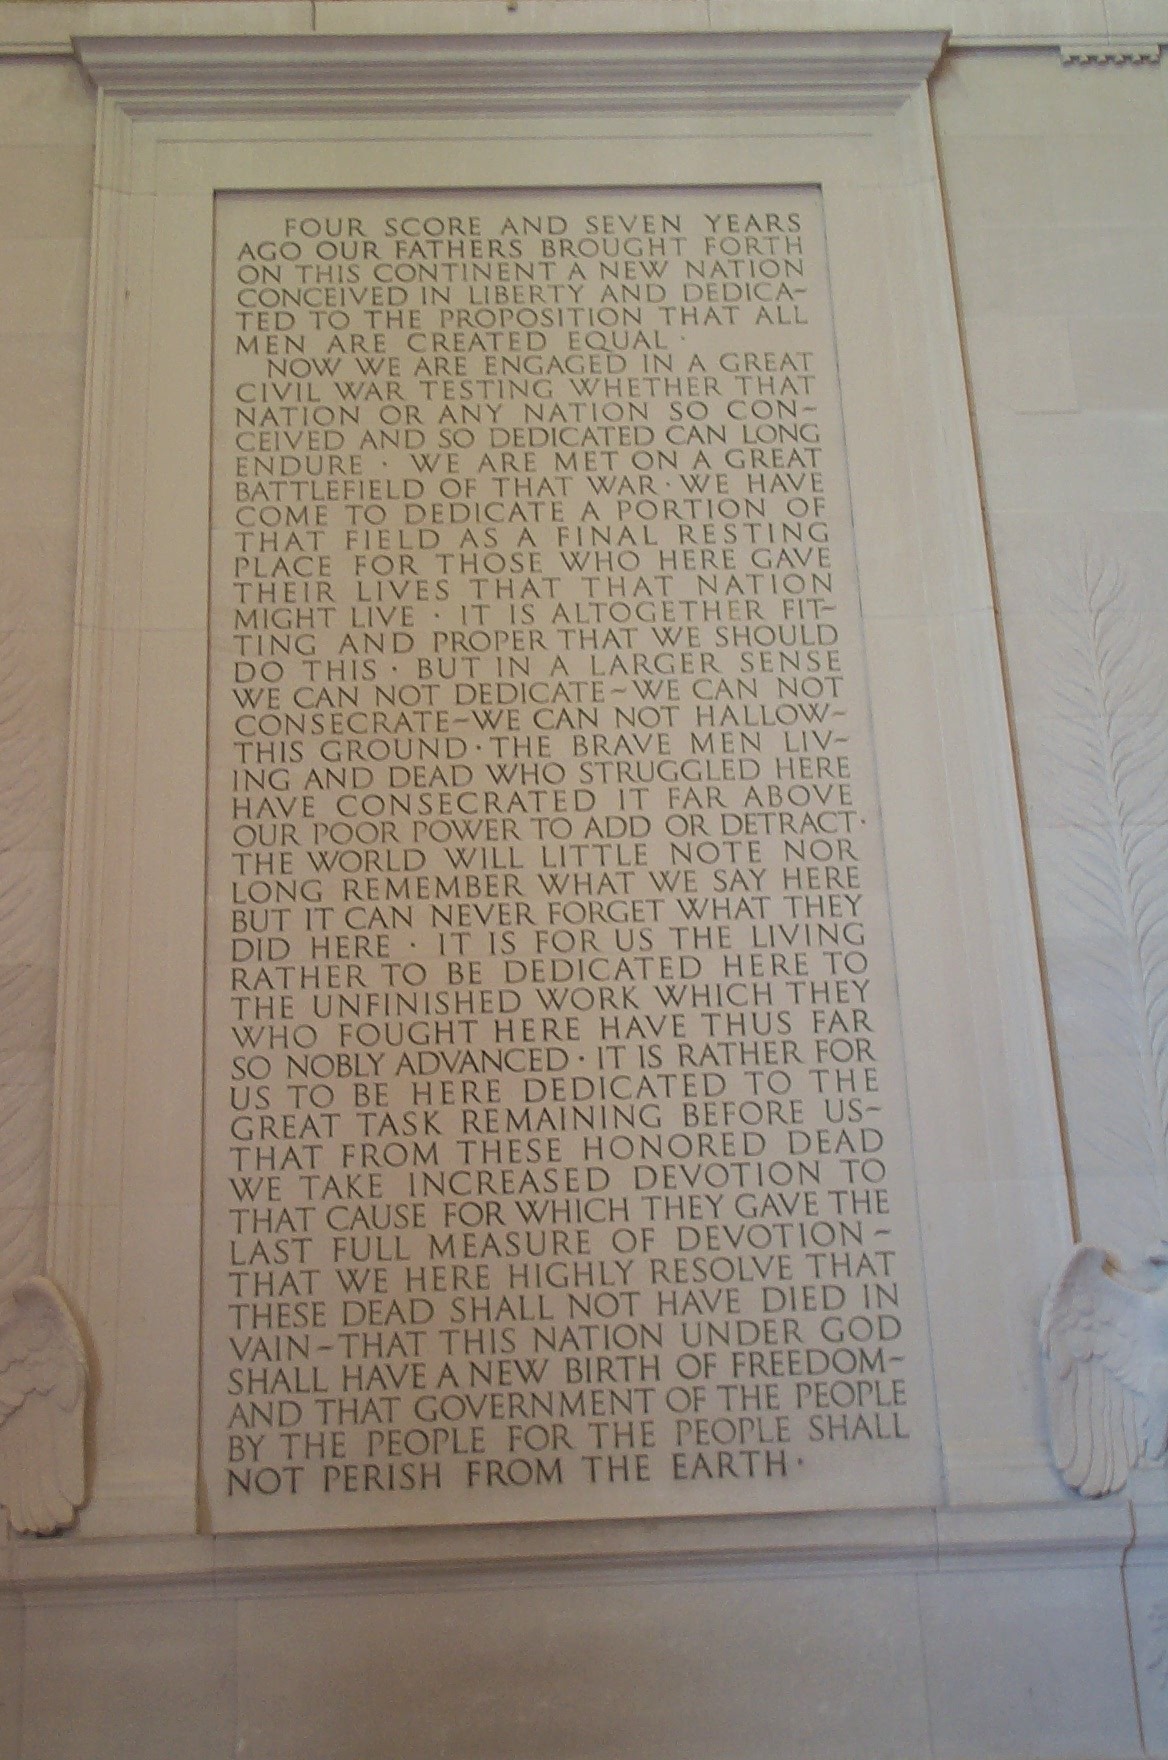 FOUR SCORE AND SEVEN YEARS
AGO OUR FATHERS BROUGHT FORTH
ON THIS CONTINENT A NEW NATION
CONCEIVED IN LIBERTY AND DEDICA~
TED TO THE PROPOSITION THAT ALL
MEN ARE CREATED EQUAL ·
NOW WE ARE ENGAGED IN A GREAT
CIVIL WAR TESTING WHETHER THAT
NATION OR ANY NATION SO CON~
CEIVED AND SO DEDICATED CAN LONG
ENDURE · WE ARE MET ON A GREAT
BATTLEFIELD OF THAT WAR · WE HAVE
COME TO DEDICATE A PORTION OF
THAT FIELD AS A FINAL RESTING
PLACE FOR THOSE WHO HERE GAVE
THEIR LIVES THAT THAT NATION
MIGHT LIVE · IT IS ALTOGETHER FIT~
TING AND PROPER THAT WE SHOULD
DO THIS · BUT IN A LARGER SENSE
WE CAN NOT DEDICATE~WE CAN NOT
CONSECRATE~WE CAN NOT HALLOW~
THIS GROUND · THE BRAVE MEN LIV~
ING AND DEAD WHO STRUGGLED HERE
HAVE CONSECRATED IT FAR ABOVE
OUR POOR POWER TO ADD OR DETRACT ·
THE WORLD WILL LITTLE NOTE NOR
LONG REMEMBER WHAT WE SAY HERE
BUT IT CAN NEVER FORGET WHAT THEY
DID HERE · IT IS FOR US THE LIVING
RATHER TO BE DEDICATED HERE TO
THE UNFINISHED WORK WHICH THEY
WHO FOUGHT HERE HAVE THUS FAR
SO NOBLY ADVANCED · IT IS RATHER FOR
US TO BE HERE DEDICATED TO THE
GREAT TASK REMAINING BEFORE US~
THAT FROM THESE HONORED DEAD
WE TAKE INCREASED DEVOTION TO
THAT CAUSE FOR WHICH THEY GAVE THE
LAST FULL MEASURE OF DEVOTION~
THAT WE HERE HIGHLY RESOLVE THAT
THESE DEAD SHALL NOT HAVE DIED IN
VAIN~THAT THIS NATION UNDER GOD
SHALL HAVE A NEW BIRTH OF FREEDOM~
AND THAT GOVERNMENT OF THE PEOPLE
BY THE PEOPLE FOR THE PEOPLE SHALL
NOT PERISH FROM THE EARTH ·